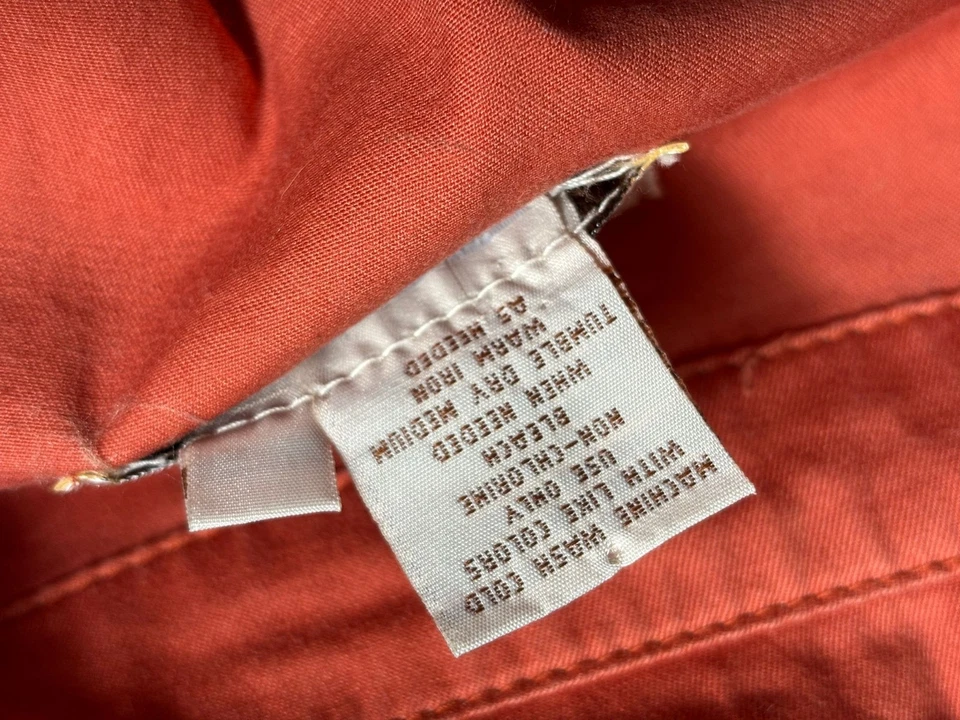 MACHINE WASH COLD
WITH LIKE COLORS
USE ONLY
NON-CHLORINE
BLEACH
WHEN NEEDED
TUMBLE DRY MEDIUM
WARM IRON
AS NEEDED